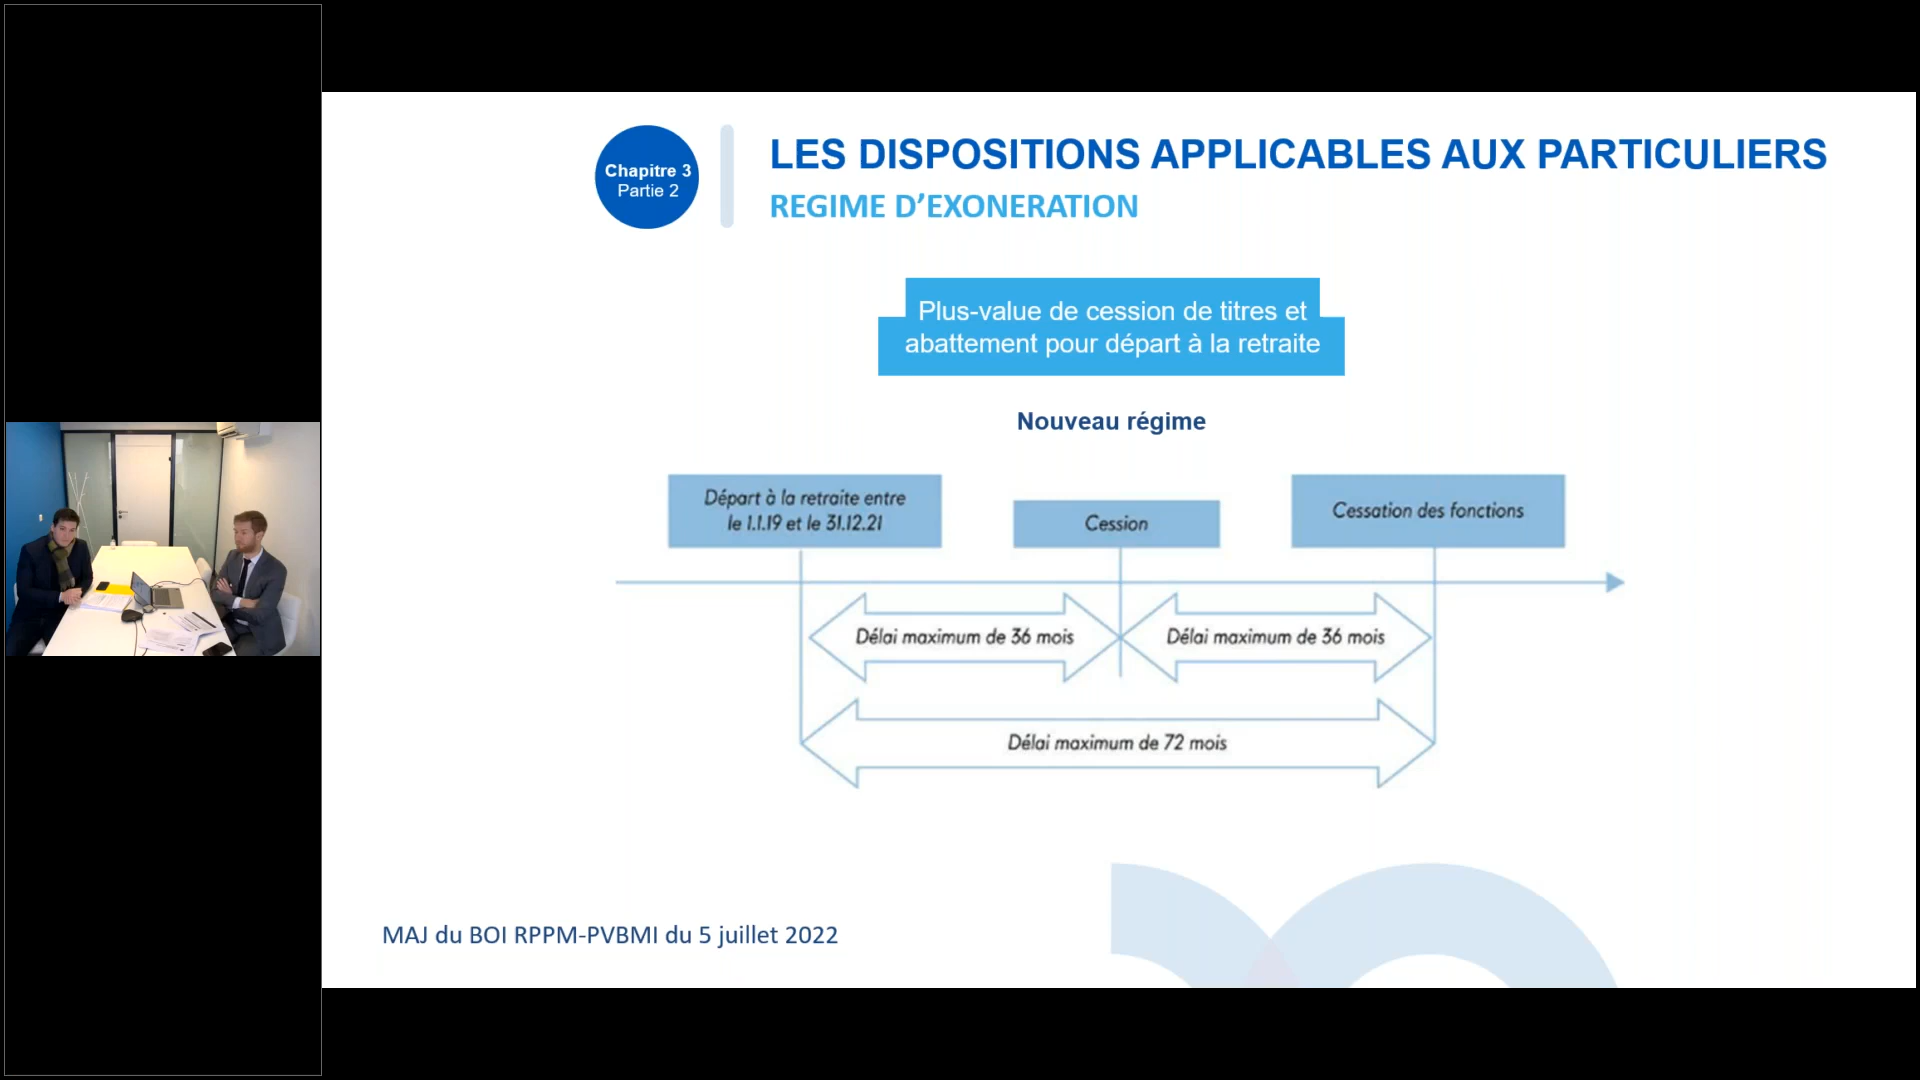 Chapitre 3
Partie 2
LES DISPOSITIONS APPLICABLES AUX PARTICULIERS
REGIME D’EXONERATION
Plus-value de cession de titres et
abattement pour départ à la retraite
Nouveau régime
Départ à la retraite entre
le 1.1.19 et le 31.12.21
Cession
Cessation des fonctions
Délai maximum de 36 mois
Délai maximum de 36 mois
Délai maximum de 72 mois
MAJ du BOI RPPM-PVBMI du 5 juillet 2022